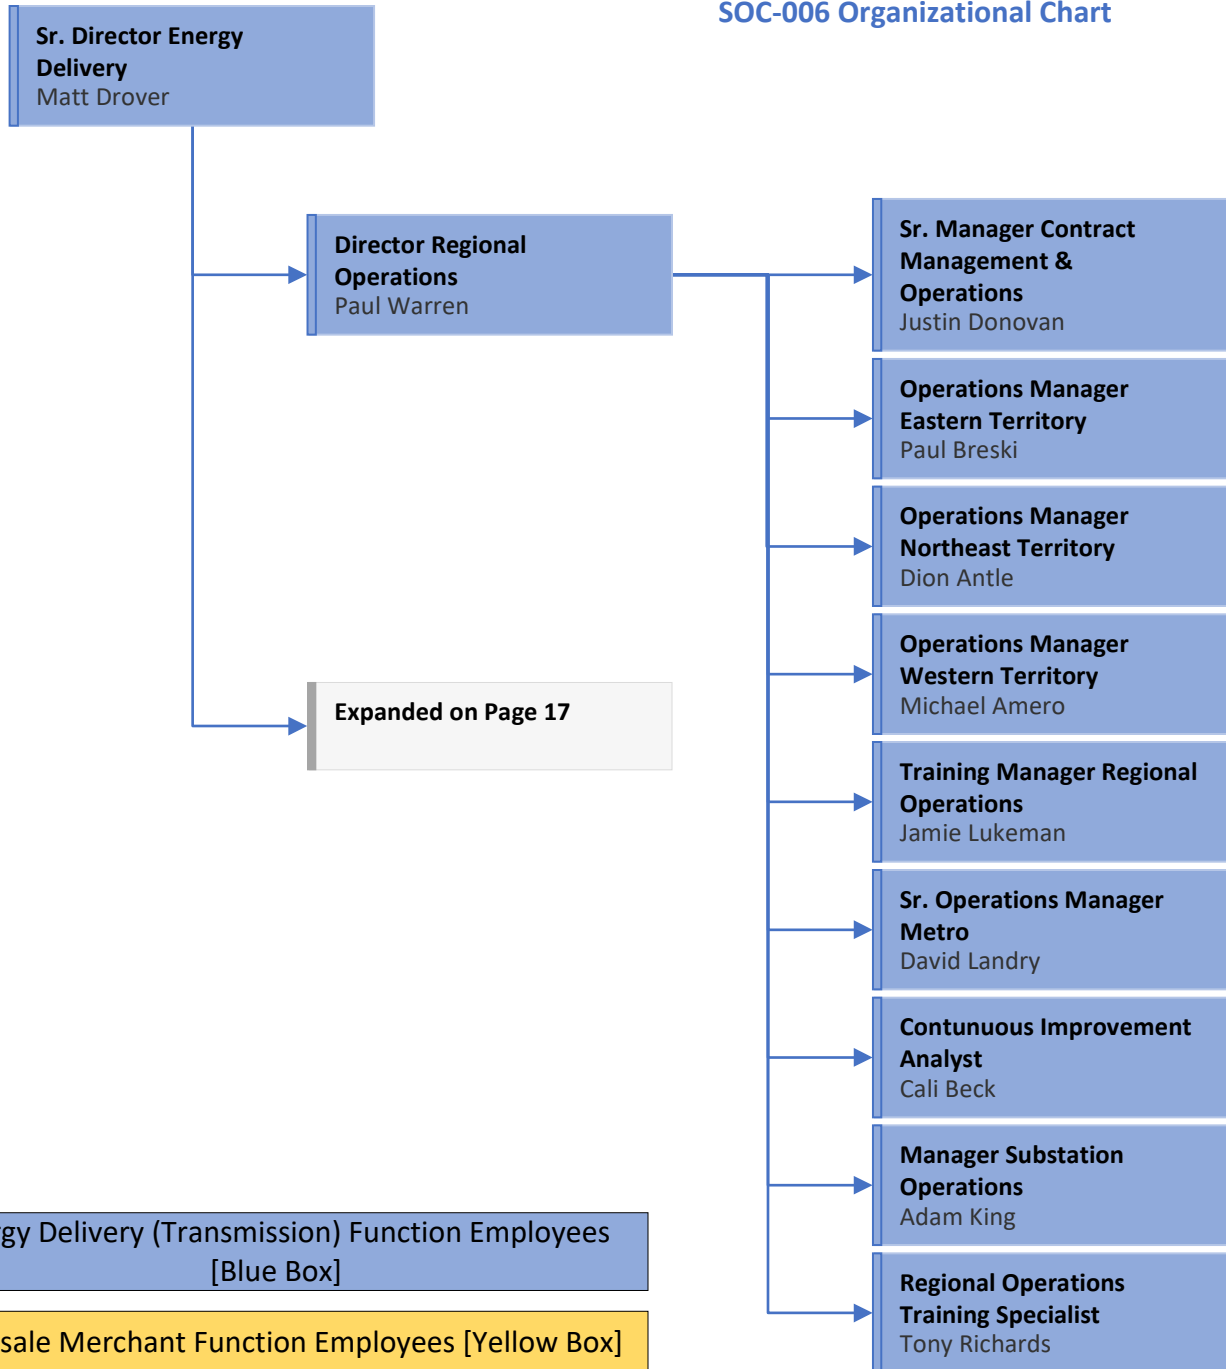 SOC-006 Organizational Chart
Sr. Director Energy
Delivery
Matt Drover
Director Regional
Operations
Paul Warren
Expanded on Page 17
Sr. Manager Contract
Management &
Operations
Justin Donovan
Operations Manager
Eastern Territory
Paul Breski
Operations Manager
Northeast Territory
Dion Antle
Operations Manager
Western Territory
Michael Amero
Training Manager Regional
Operations
Jamie Lukeman
Sr. Operations Manager
Metro
David Landry
Contunuous Improvement
Analyst
Cali Beck
Manager Substation
Operations
Adam King
Regional Operations
Training Specialist
Tony Richards
gy Delivery (Transmission) Function Employees
[Blue Box]
sale Merchant Function Employees [Yellow Box]